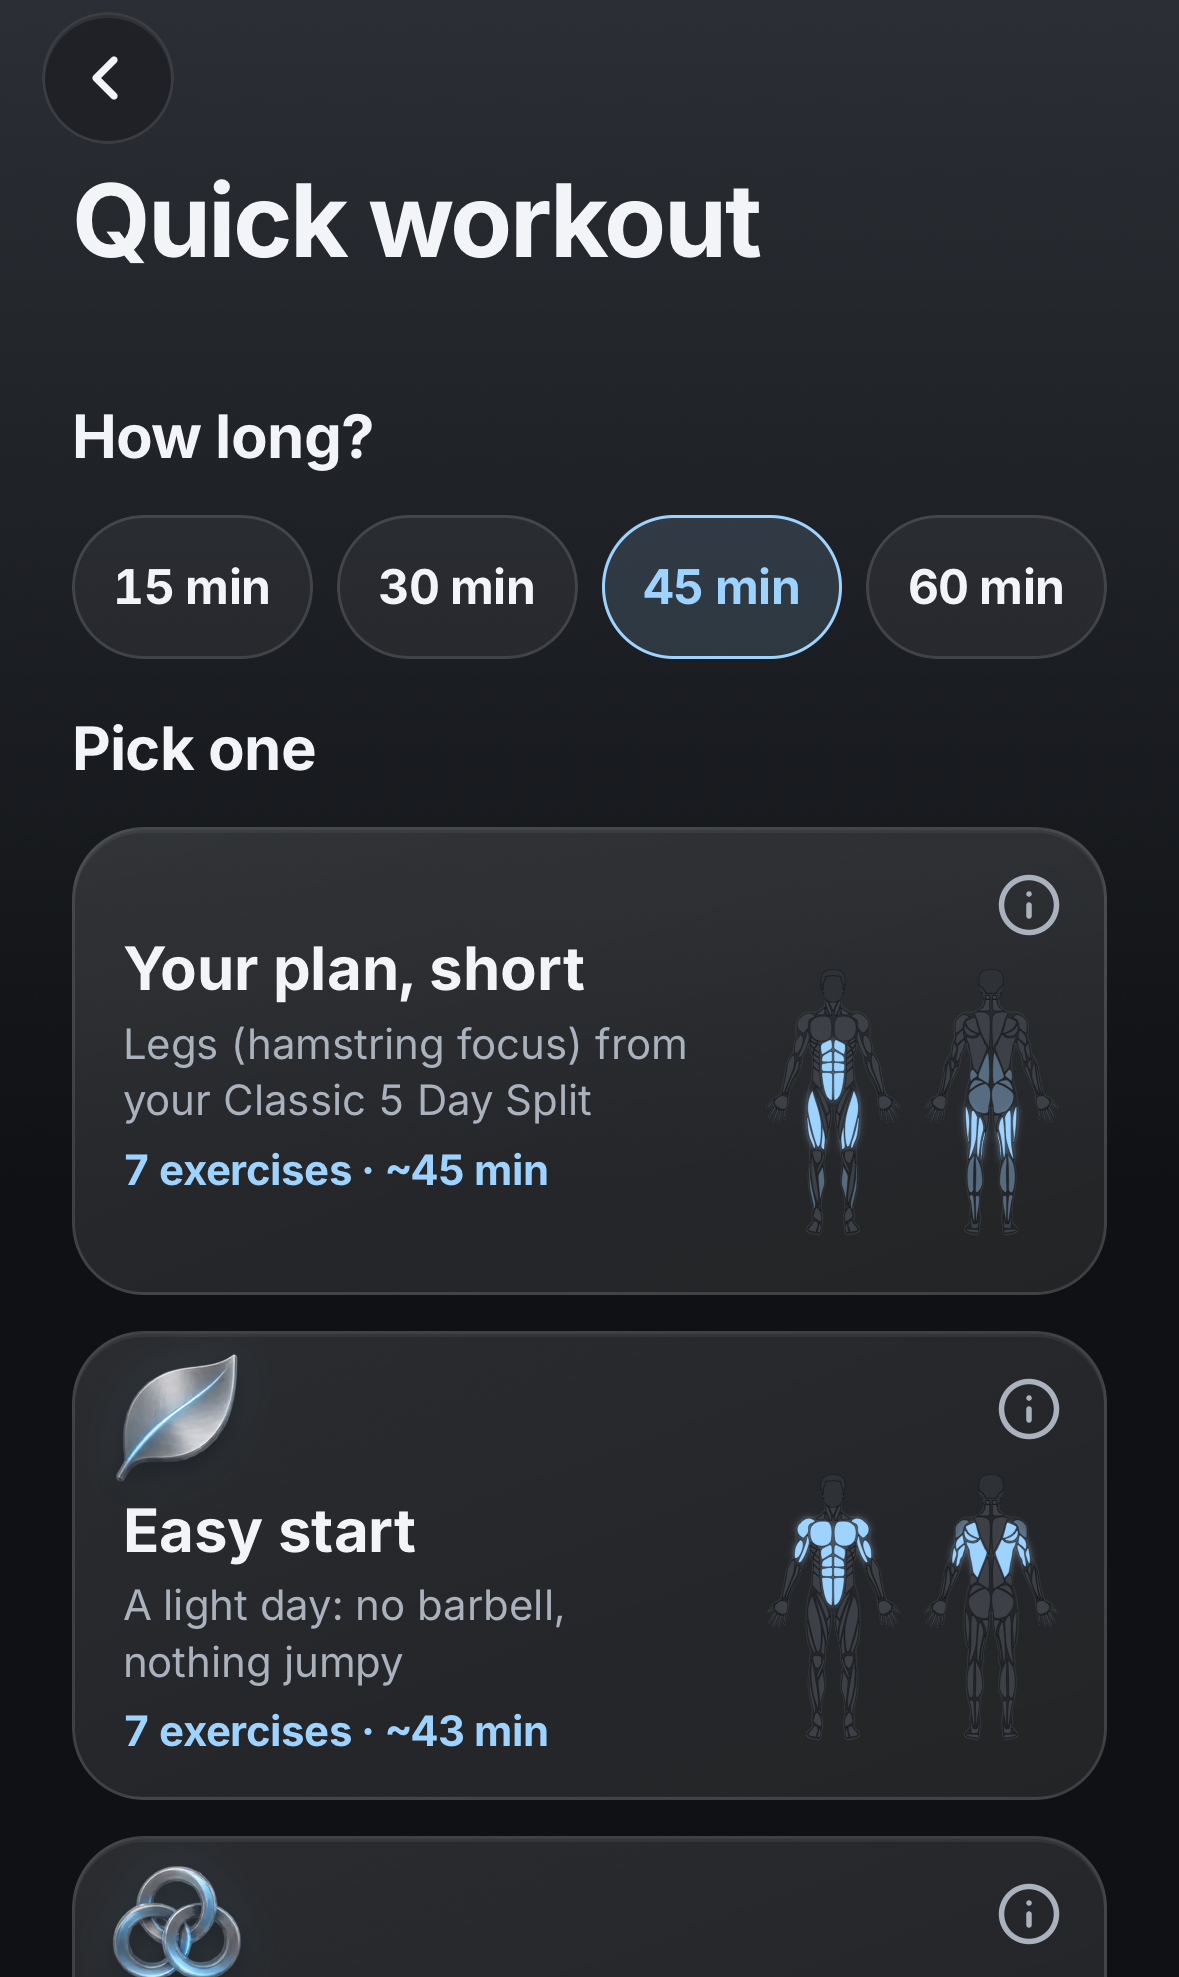 Quick workout
How long?
15 min 30 min 45 min 60 min
Pick one
Your plan, short
Legs (hamstring focus) from
your Classic 5 Day Split
7 exercises · ~45 min
Easy start
A light day: no barbell,
nothing jumpy
7 exercises · ~43 min